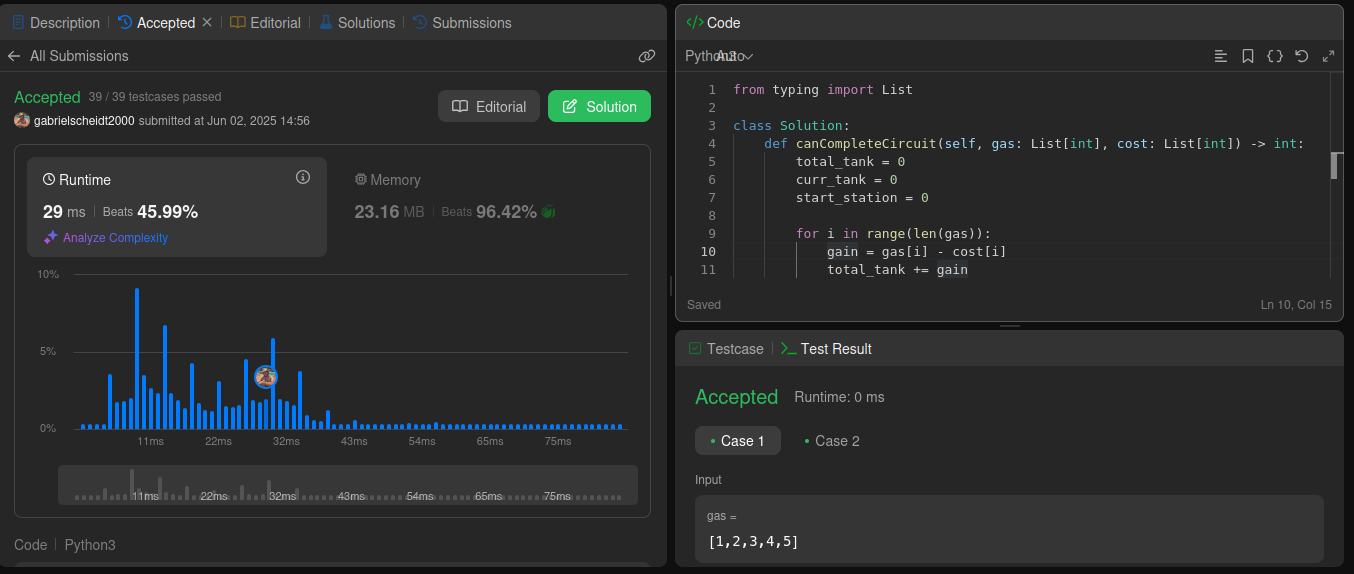 Description | Accepted × | Editorial | Solutions | Submissions
All Submissions
Accepted 39 / 39 testcases passed
gabrielscheidt2000 submitted at Jun 02, 2025 14:56
Editorial
Solution
Runtime
29 ms | Beats 45.99%
Analyze Complexity
Memory
23.16 MB | Beats 96.42%
10%
5%
0%
11ms 22ms 32ms 43ms 54ms 65ms 75ms
11ms 22ms 32ms 43ms 54ms 65ms 75ms
Code | Python3
</> Code
Python3 Auto
1 from typing import List
2
3 class Solution:
4 def canCompleteCircuit(self, gas: List[int], cost: List[int]) -> int:
5 total_tank = 0
6 curr_tank = 0
7 start_station = 0
8
9 for i in range(len(gas)):
10 gain = gas[i] - cost[i]
11 total_tank += gain
Saved
Ln 10, Col 15
Testcase | >_ Test Result
Accepted Runtime: 0 ms
• Case 1 • Case 2
Input
gas =
[1,2,3,4,5]